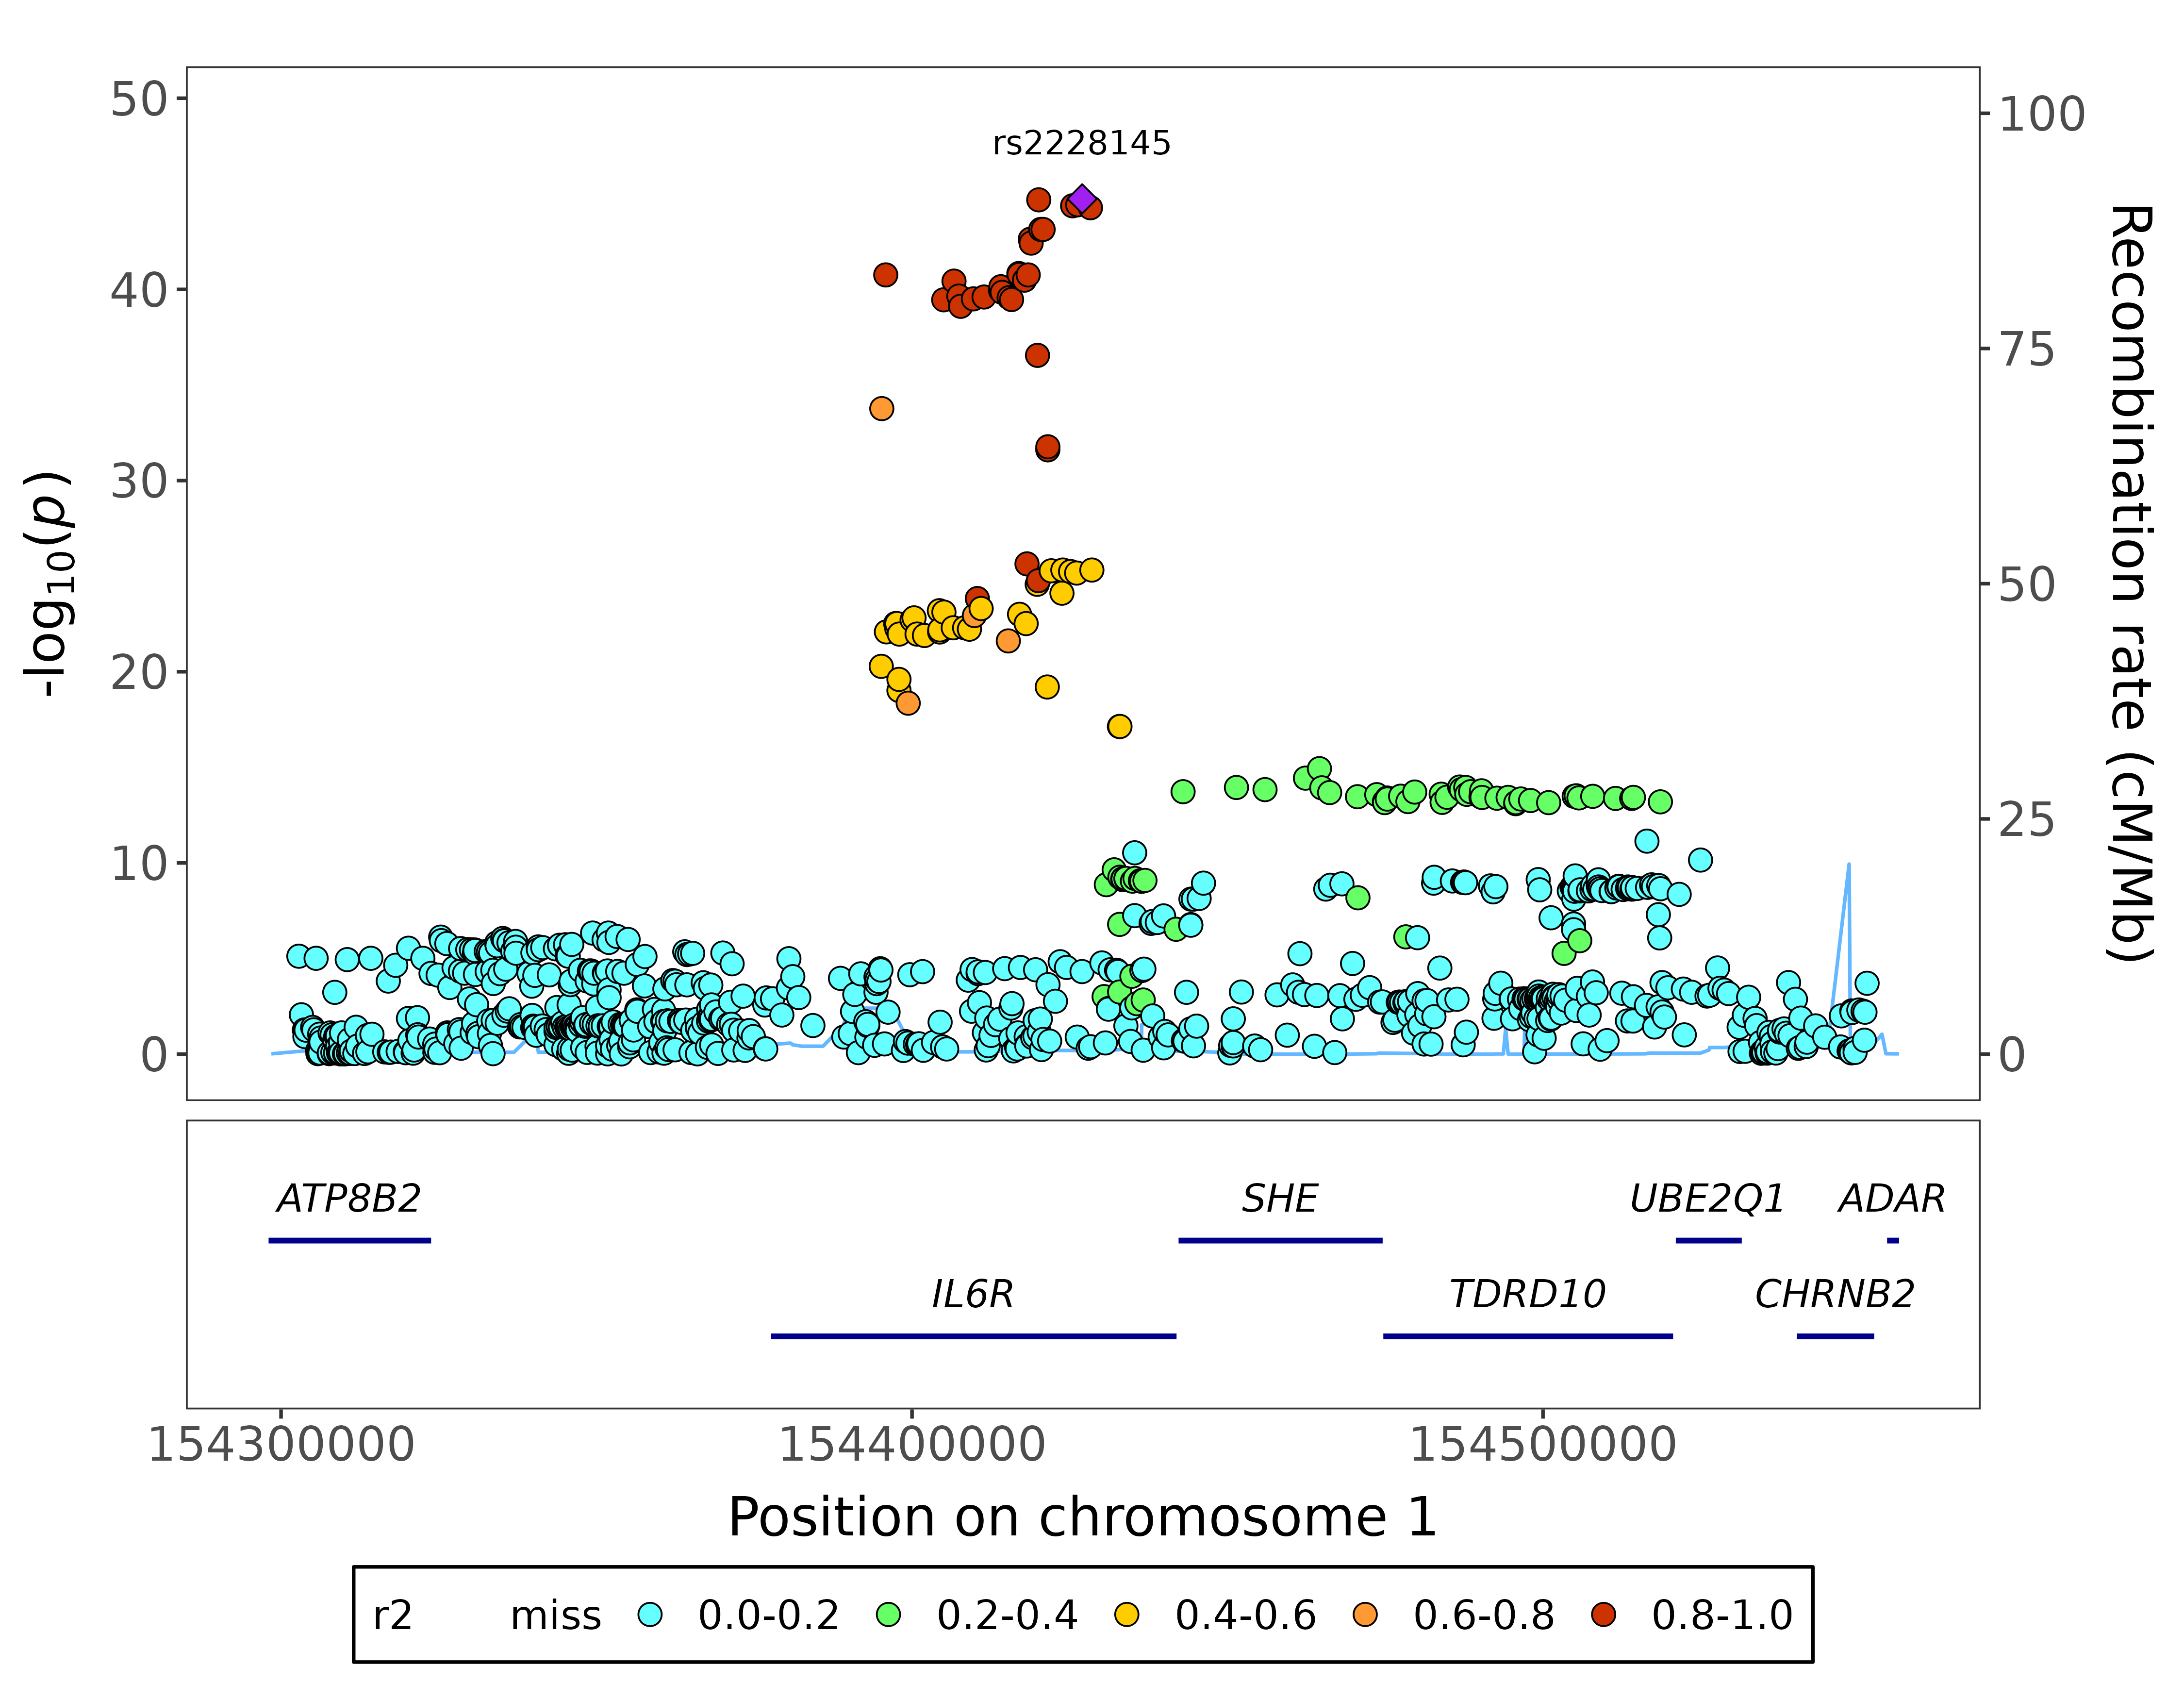 rs2228145
50
40
30
20
10
0
-log10(p)
100
75
50
25
0
Recombination rate (cM/Mb)
ATP8B2
SHE
UBE2Q1
ADAR
IL6R
TDRD10
CHRNB2
154300000
154400000
154500000
Position on chromosome 1
r2 miss 0.0-0.2 0.2-0.4 0.4-0.6 0.6-0.8 0.8-1.0